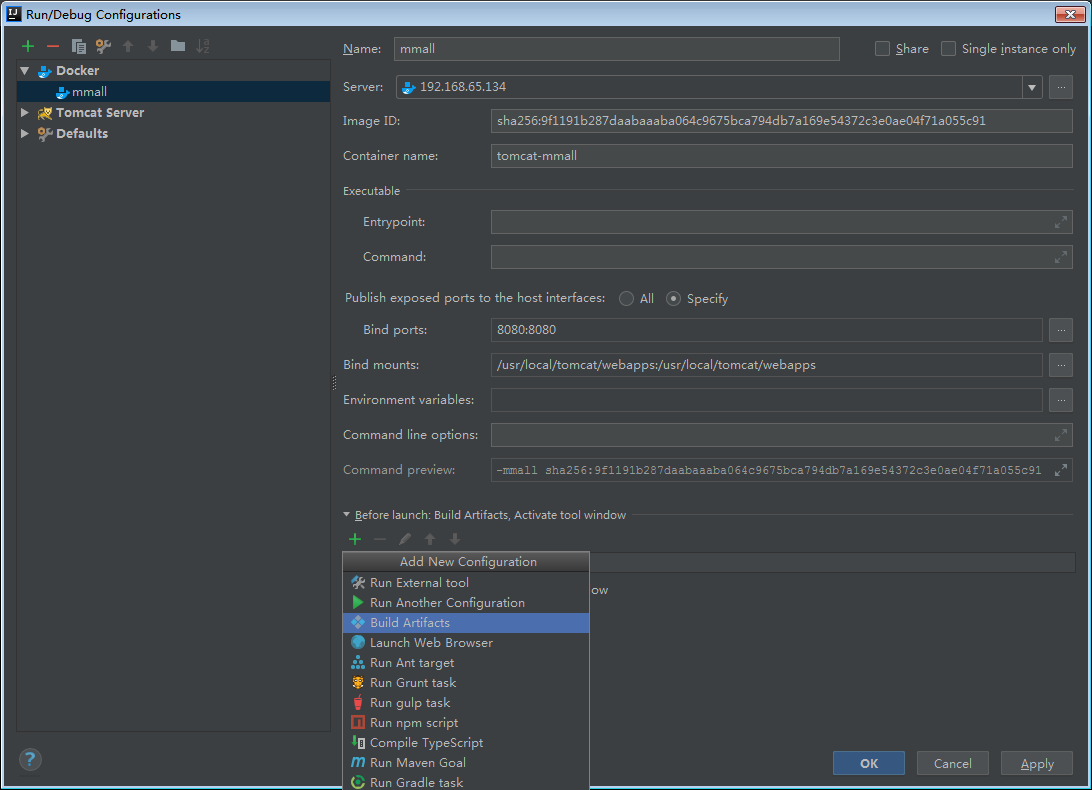 Run/Debug Configurations
Docker
mmall
Tomcat Server
Defaults
Name: mmall Share Single instance only
Server: 192.168.65.134
Image ID: sha256:9f1191b287daabaaaba064c9675bca794db7a169e54372c3e0ae04f71a055c91
Container name: tomcat-mmall
Executable
Entrypoint:
Command:
Publish exposed ports to the host interfaces: All Specify
Bind ports: 8080:8080
Bind mounts: /usr/local/tomcat/webapps:/usr/local/tomcat/webapps
Environment variables:
Command line options:
Command preview: -mmall sha256:9f1191b287daabaaaba064c9675bca794db7a169e54372c3e0ae04f71a055c91
Before launch: Build Artifacts, Activate tool window
Add New Configuration
Run External tool
ow
Run Another Configuration
Build Artifacts
Launch Web Browser
Run Ant target
Run Grunt task
Run gulp task
Run npm script
Compile TypeScript
Run Maven Goal
Run Gradle task
? OK Cancel Apply